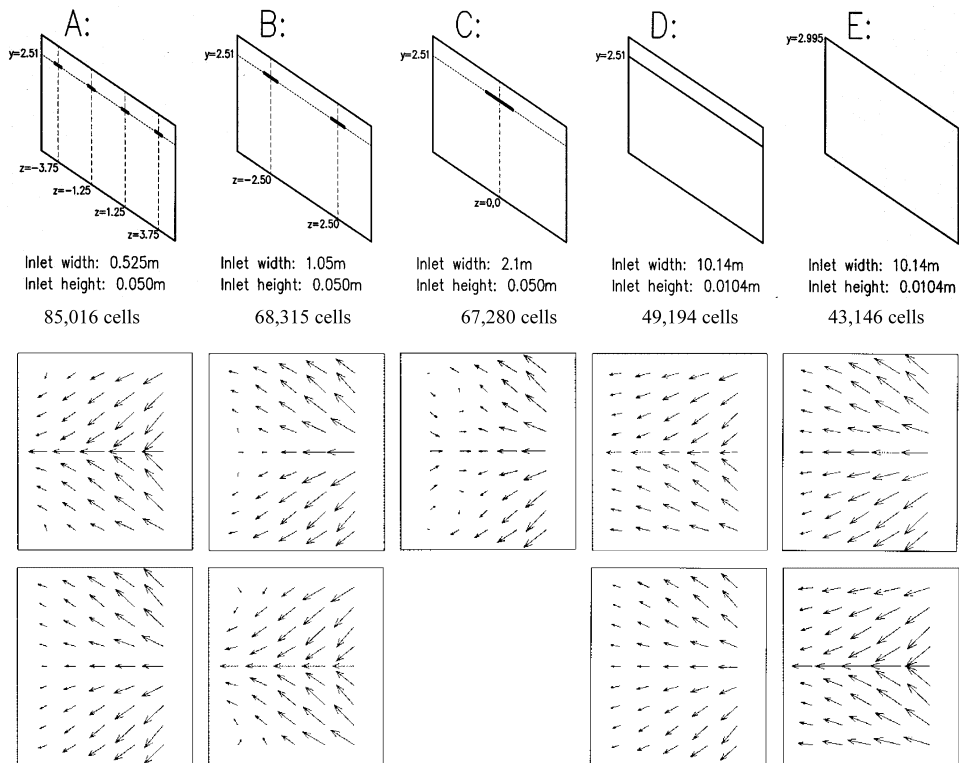 A:
B:
C:
D:
E:
y=2.51
y=2.51
y=2.51
y=2.51
y=2.995
z=−3.75
z=−1.25
z=1.25
z=3.75
z=−2.50
z=2.50
z=0,0
Inlet width: 0.525m
Inlet height: 0.050m
85,016 cells
Inlet width: 1.05m
Inlet height: 0.050m
68,315 cells
Inlet width: 2.1m
Inlet height: 0.050m
67,280 cells
Inlet width: 10.14m
Inlet height: 0.0104m
49,194 cells
Inlet width: 10.14m
Inlet height: 0.0104m
43,146 cells